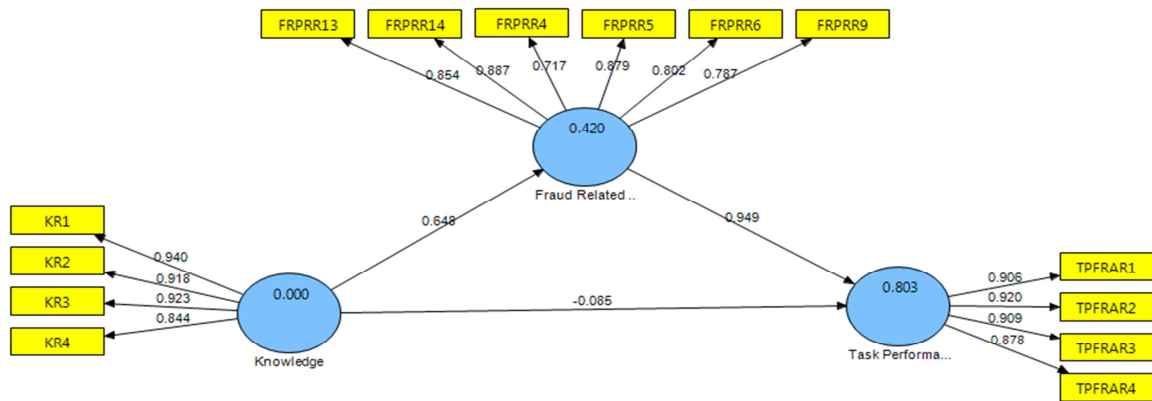 FRPRR13 FRPRR14 FRPRR4 FRPRR5 FRPRR6 FRPRR9
0.854 0.887 0.717 0.879 0.802 0.787
0.420
Fraud Related ..
0.648
0.949
KR1
KR2
KR3
KR4
0.940
0.918
0.923
0.844
0.000
Knowledge
-0.085
0.803
Task Performa...
0.906
0.920
0.909
0.878
TPFRAR1
TPFRAR2
TPFRAR3
TPFRAR4